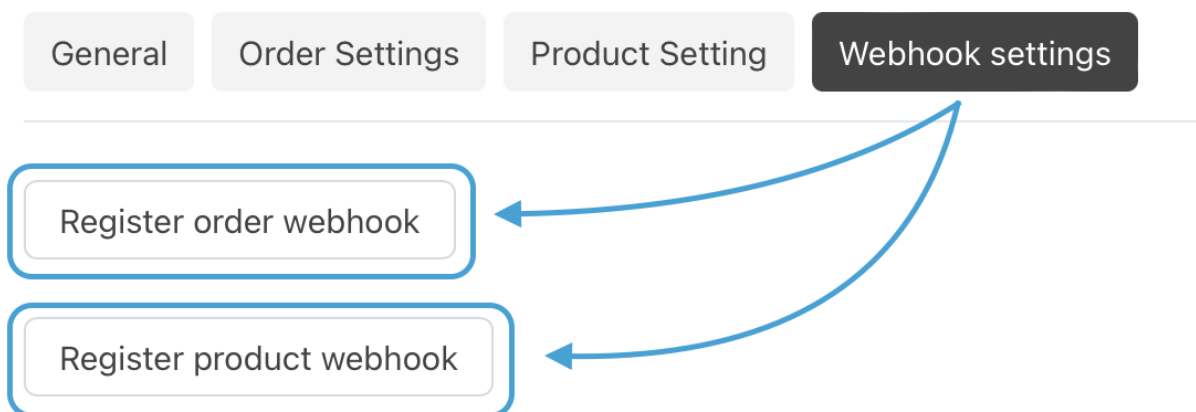 General Order Settings Product Setting Webhook settings
Register order webhook
Register product webhook